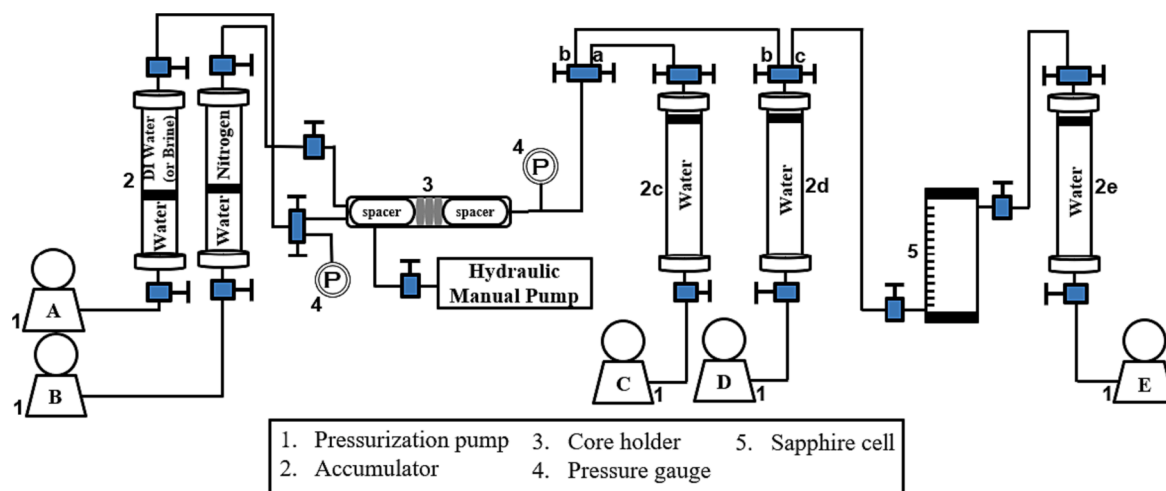 b
a
b
c
DI Water
(or Brine)
Water
Nitrogen
Water
2
4
P
3
spacer
spacer
P
4
Hydraulic
Manual Pump
2c
Water
Water
2d
5
Water
2e
A
1
B
1
C
1
D
1
E
1
1. Pressurization pump
2. Accumulator
3. Core holder
4. Pressure gauge
5. Sapphire cell